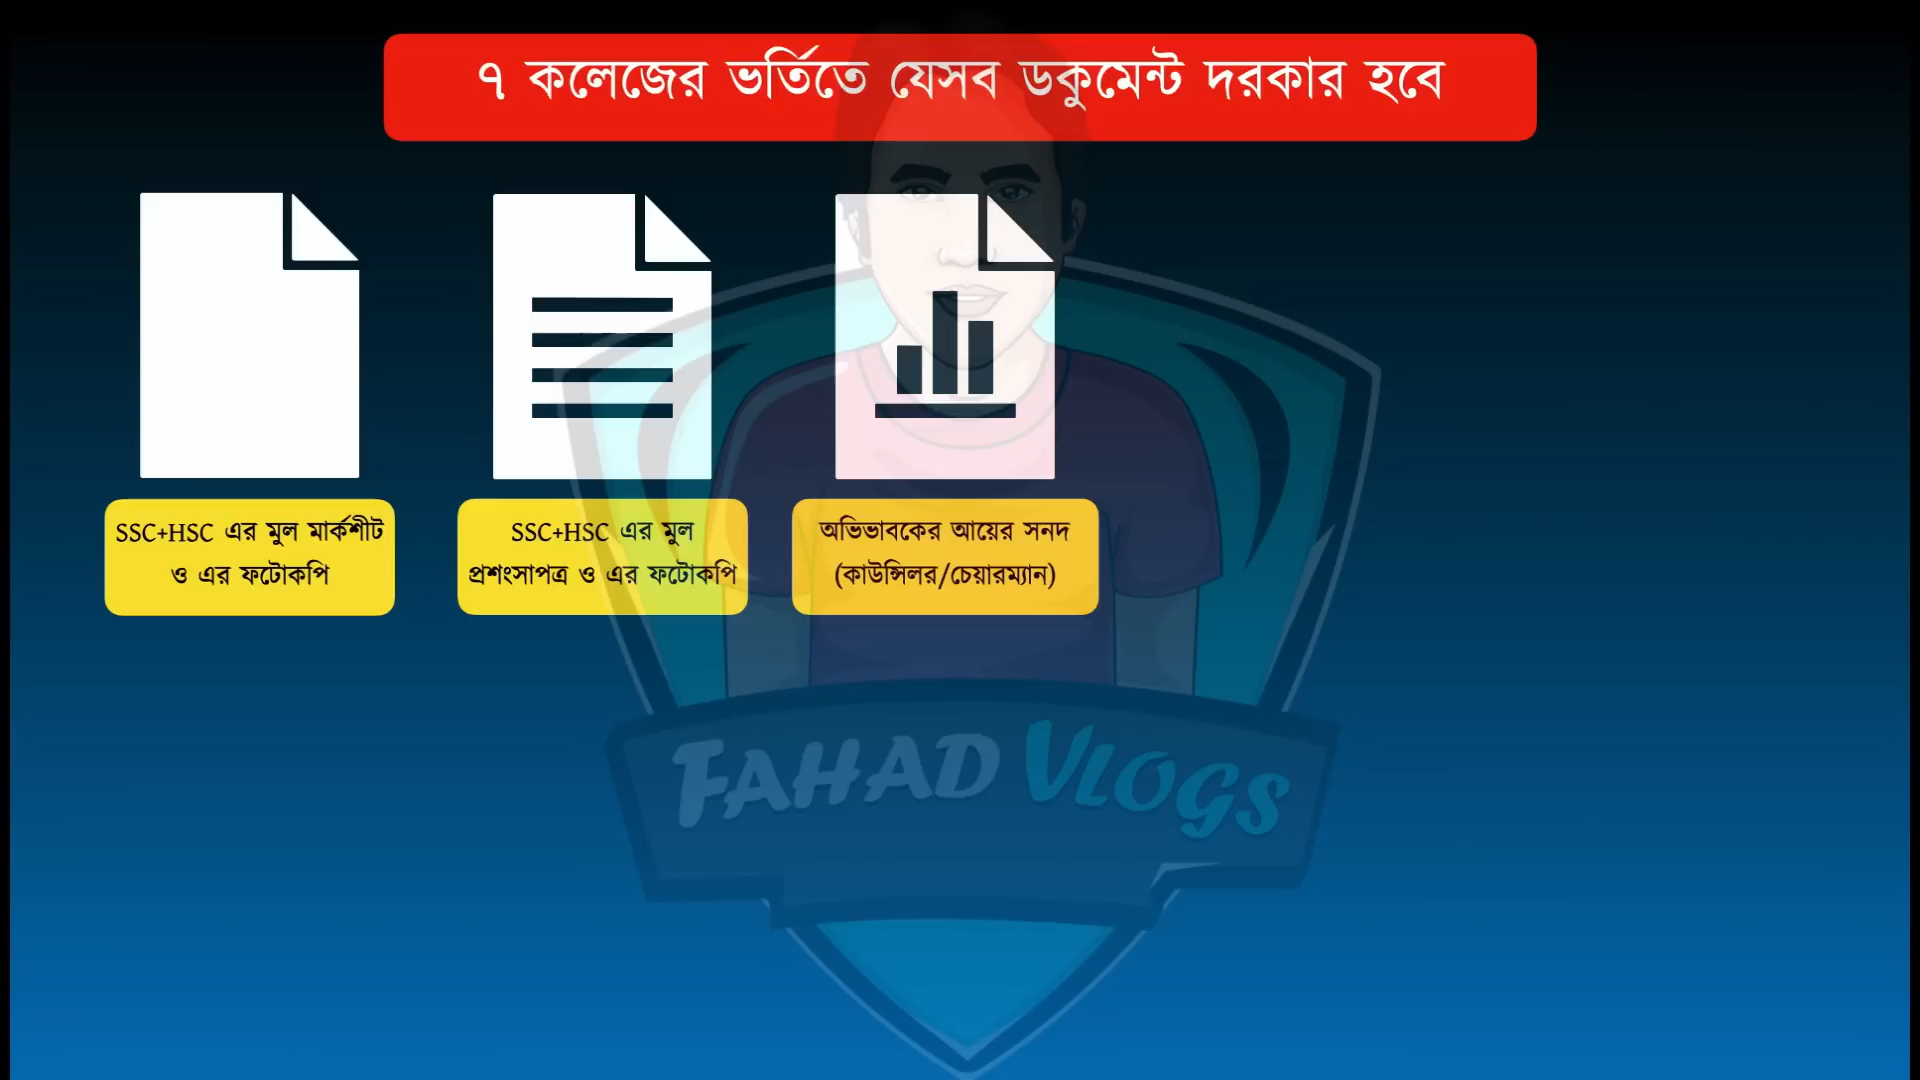 ৭ কলেজের ভর্তিতে যেসব ডকুমেন্ট দরকার হবে
SSC+HSC এর মুল মার্কশীট
ও এর ফটোকপি
SSC+HSC এর মুল
প্রশংসাপত্র ও এর ফটোকপি
অভিভাবকের আয়ের সনদ
(কাউন্সিলর/চেয়ারম্যান)
FAHAD VLOGS